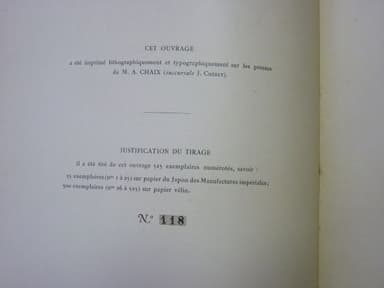 CET OUVRAGE
a été imprimé lithographiquement et typographiquement sur les presses
de M. A. CHAIX (succursale J. CHÉRET).
JUSTIFICATION DU TIRAGE
il a été tiré de cet ouvrage 525 exemplaires numérotés, savoir :
25 exemplaires (nos 1 à 25) sur papier du Japon des Manufactures impériales;
500 exemplaires (nos 26 à 525) sur papier vélin.
N.° 118